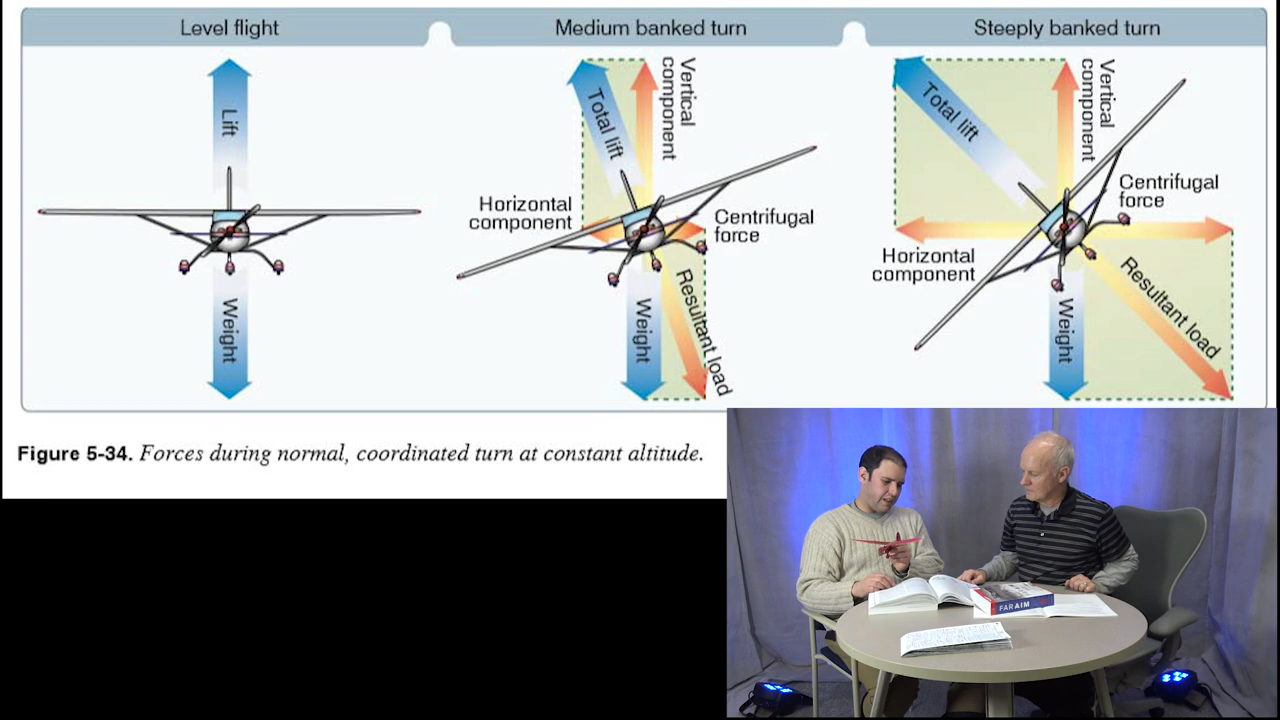 Level flight
Medium banked turn
Steeply banked turn
Lift
Weight
Total lift
Vertical
component
Horizontal
component
Centrifugal
force
Weight
Resultant load
Total lift
Vertical
component
Centrifugal
force
Horizontal
component
Weight
Resultant load
Figure 5-34. Forces during normal, coordinated turn at constant altitude.
FAR AIM